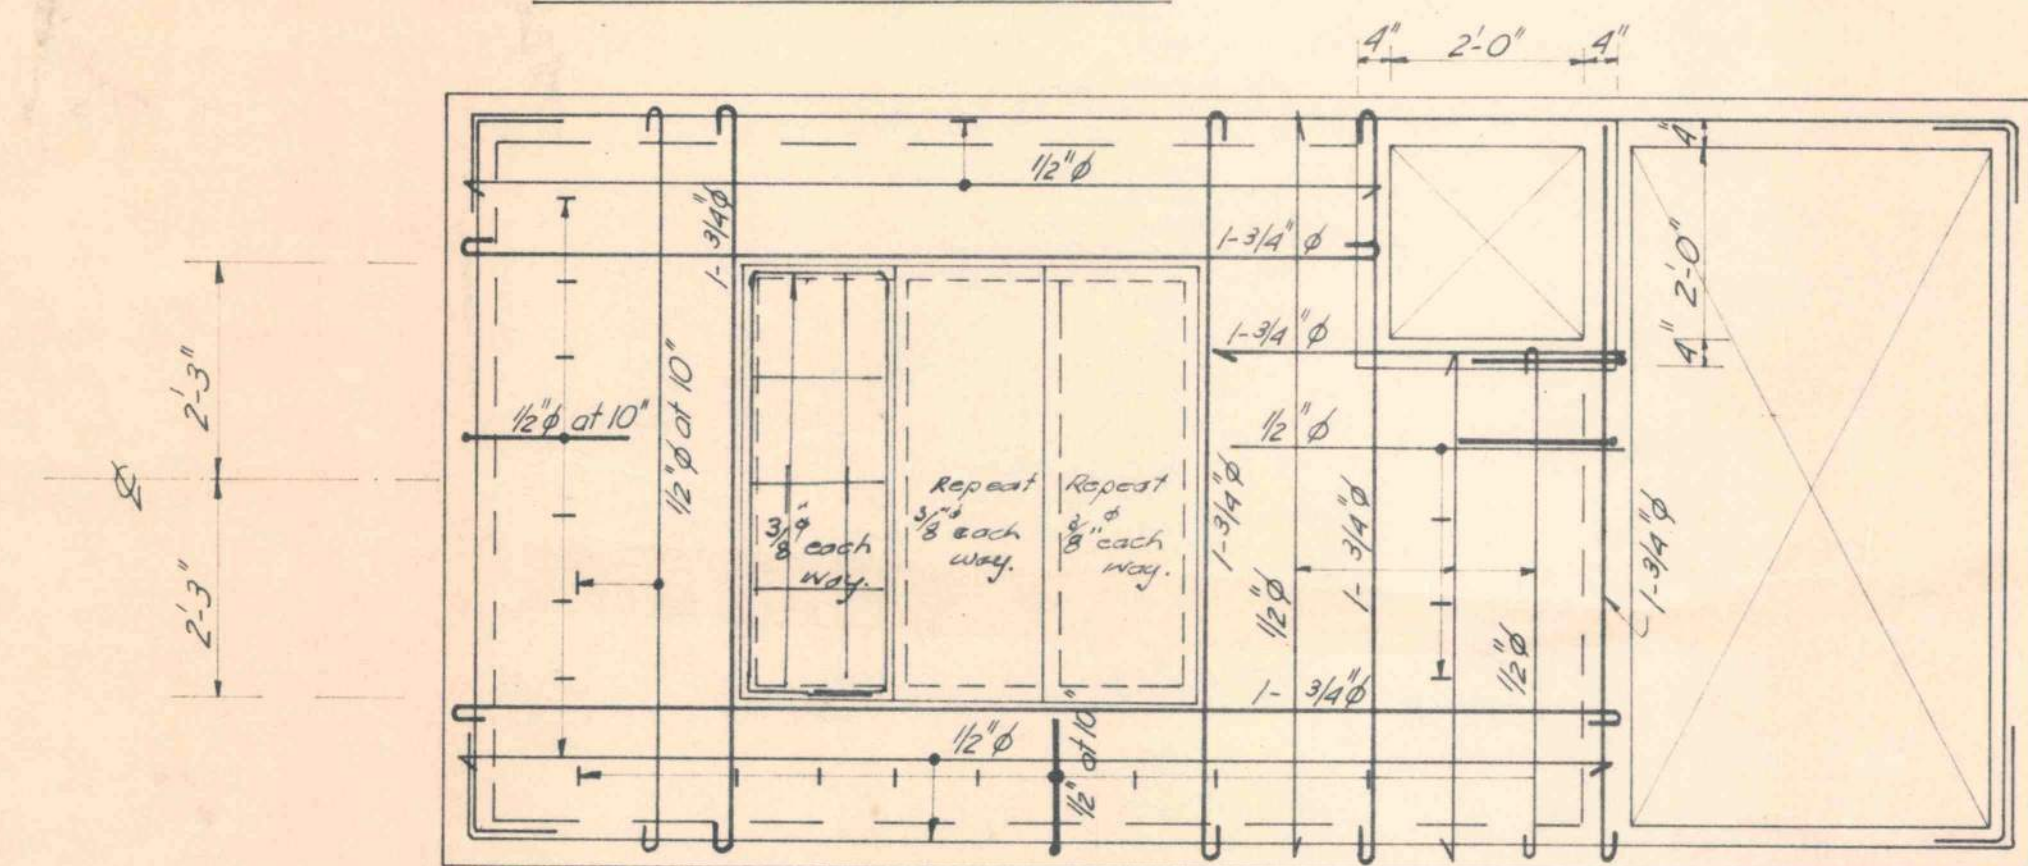 4" 2'-0" 4"
1/2"φ
4"
2'-0"
4"
1-3/4"φ
1-3/4" φ
1-3/4" φ
2'-3"
℄
2'-3"
1/2"φ at 10"
1/2"φ at 10"
1/2"φ
3/8"φ each
way.
Repeat
3/8"φ each
way.
Repeat
3/8"φ each
way.
1-3/4"φ
1/2"φ
1-3/4"φ
1/2"φ
1-3/4"φ
1-3/4"φ
1/2"φ
1/2" at 10"